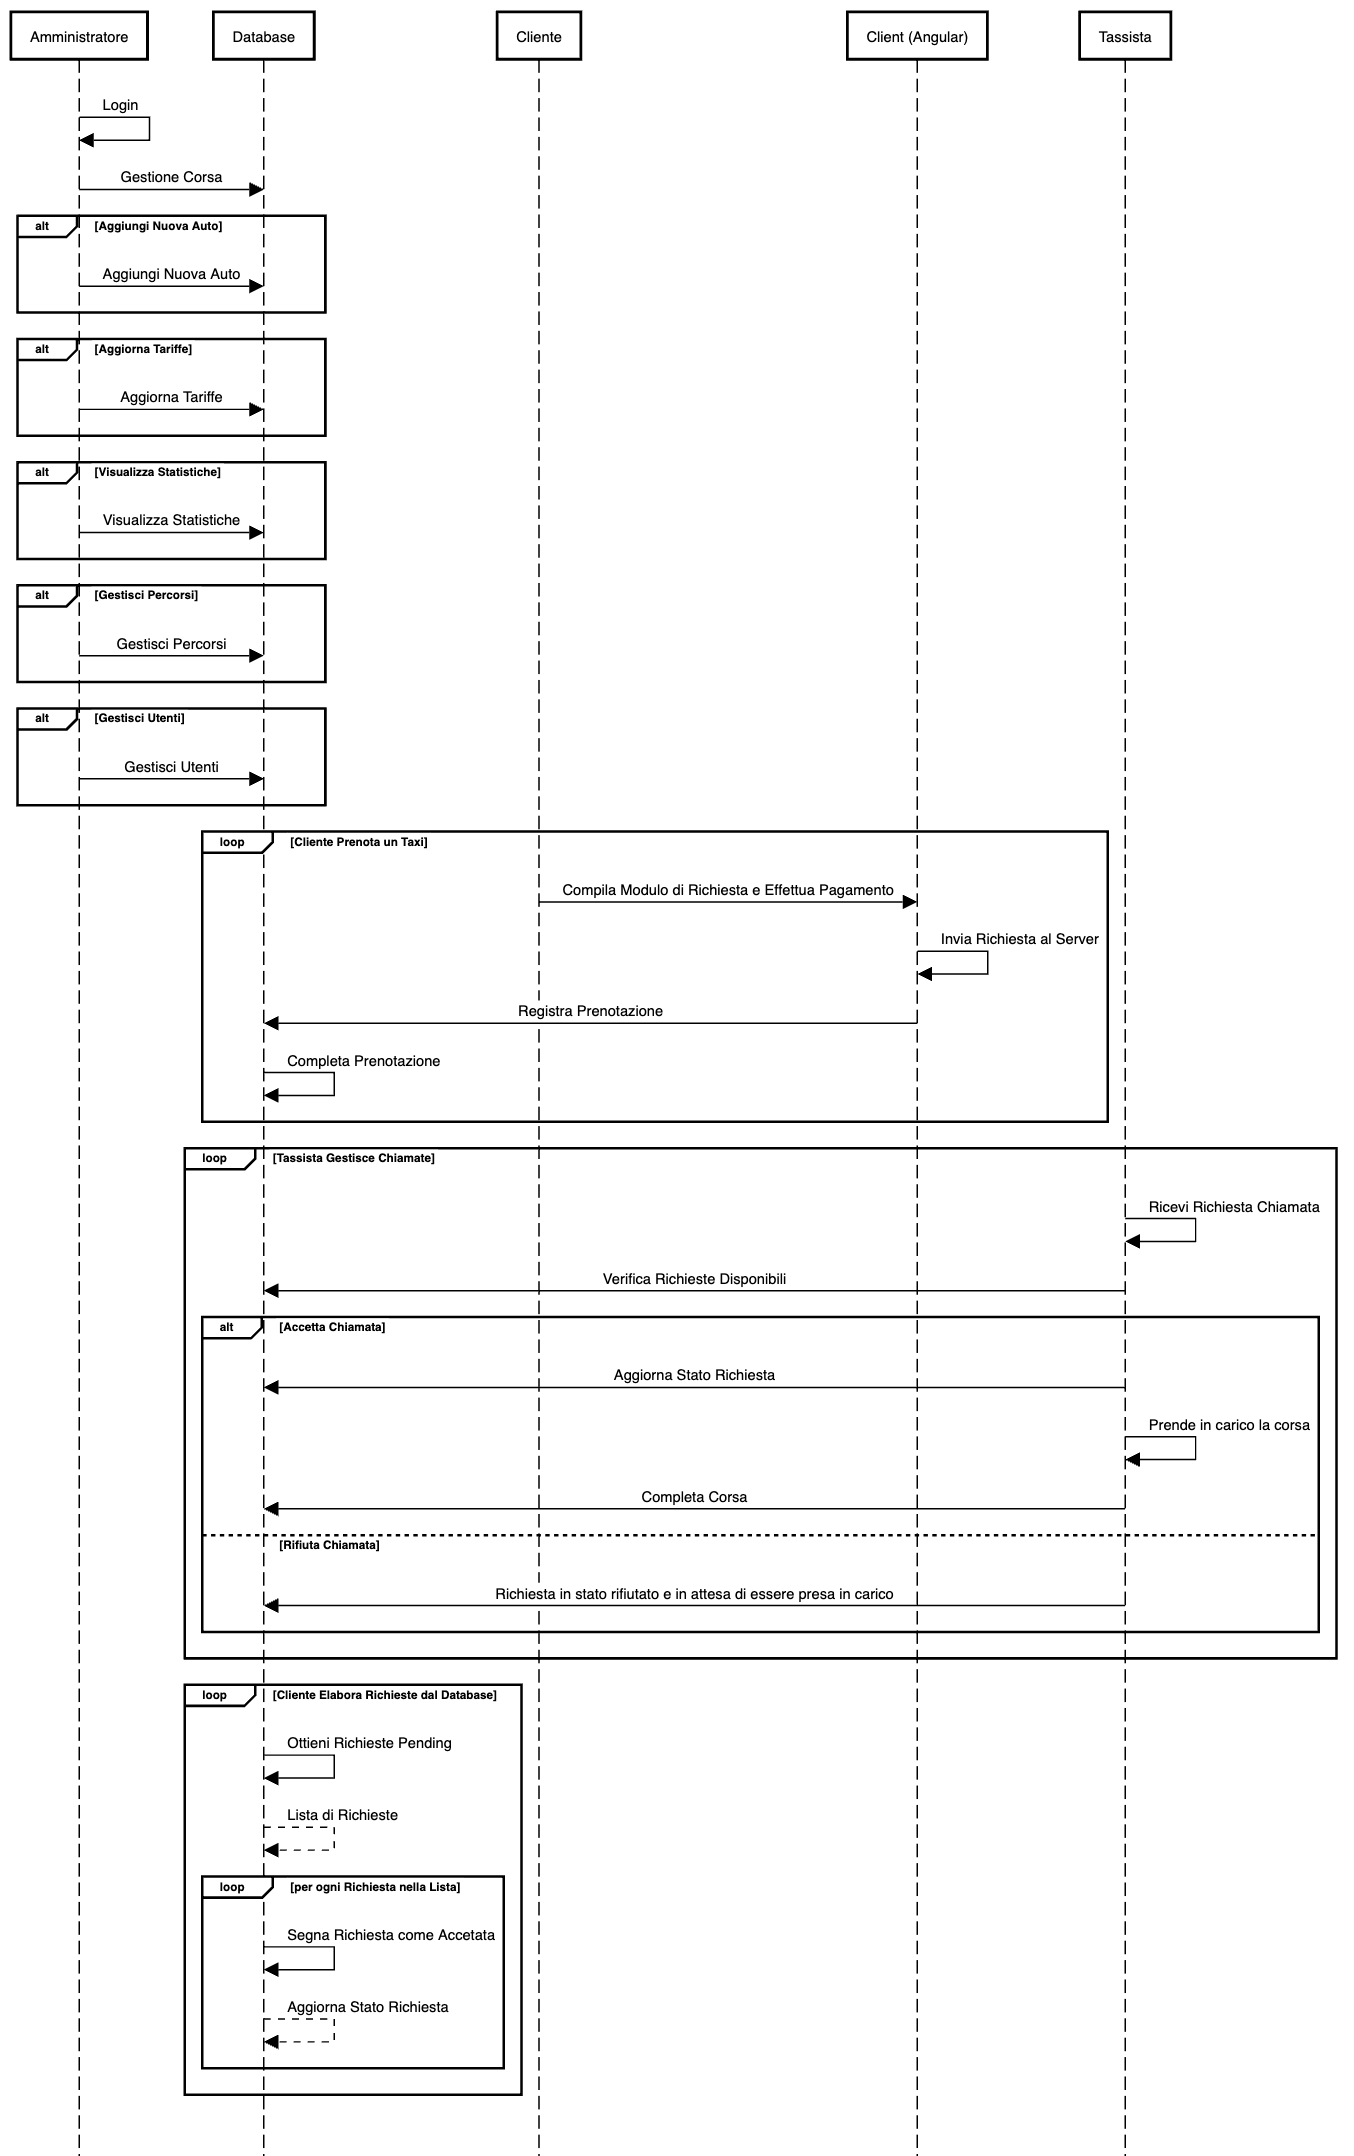 Amministratore
Database
Cliente
Client (Angular)
Tassista
Login
Gestione Corsa
alt
[Aggiungi Nuova Auto]
Aggiungi Nuova Auto
alt
[Aggiorna Tariffe]
Aggiorna Tariffe
alt
[Visualizza Statistiche]
Visualizza Statistiche
alt
[Gestisci Percorsi]
Gestisci Percorsi
alt
[Gestisci Utenti]
Gestisci Utenti
loop
[Cliente Prenota un Taxi]
Compila Modulo di Richiesta e Effettua Pagamento
Invia Richiesta al Server
Registra Prenotazione
Completa Prenotazione
loop
[Tassista Gestisce Chiamate]
Ricevi Richiesta Chiamata
Verifica Richieste Disponibili
alt
[Accetta Chiamata]
Aggiorna Stato Richiesta
Prende in carico la corsa
Completa Corsa
[Rifiuta Chiamata]
Richiesta in stato rifiutato e in attesa di essere presa in carico
loop
[Cliente Elabora Richieste dal Database]
Ottieni Richieste Pending
Lista di Richieste
loop
[per ogni Richiesta nella Lista]
Segna Richiesta come Accetata
Aggiorna Stato Richiesta